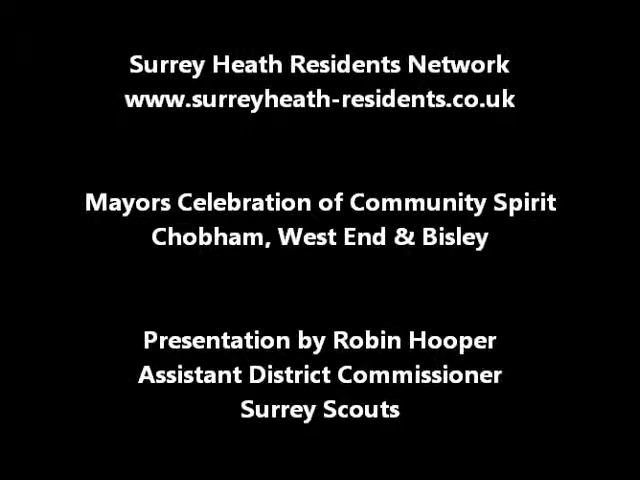 Surrey Heath Residents Network
www.surreyheath-residents.co.uk
Mayors Celebration of Community Spirit
Chobham, West End & Bisley
Presentation by Robin Hooper
Assistant District Commissioner
Surrey Scouts